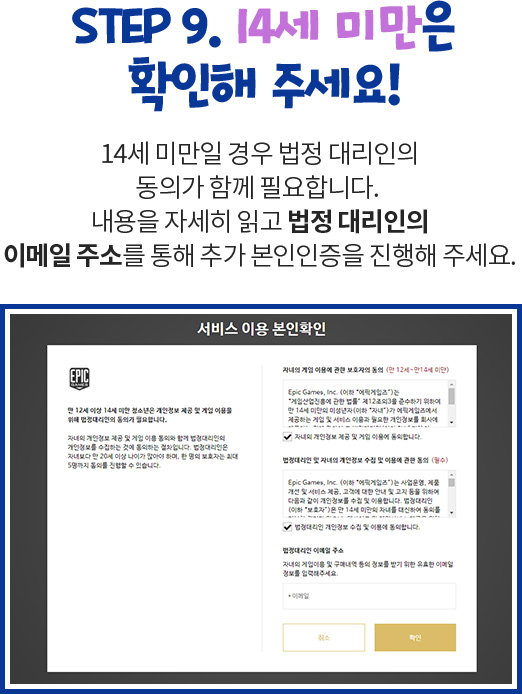 STEP 9. 14세 미만은
확인해 주세요!
14세 미만일 경우 법정 대리인의
동의가 함께 필요합니다.
내용을 자세히 읽고 법정 대리인의
이메일 주소를 통해 추가 본인인증을 진행해 주세요.
서비스 이용 본인확인
EPIC
GAMES
만 12세 이상 14세 미만 청소년은 개인정보 제공 및 게임 이용을
위해 법정대리인의 동의가 필요합니다.
자녀의 개인정보 제공 및 게임 이용 동의와 함께 법정대리인의
개인정보를 수집하는 것에 동의하는 절차입니다. 법정대리인은
자녀보다 만 20세 이상 나이가 많아야 하며, 한 명의 보호자는 최대
5명까지 동의를 진행할 수 있습니다.
자녀의 게임 이용에 관한 보호자의 동의 (만 12세~만14세 미만)
Epic Games, Inc. (이하 "에픽게임즈")는
"게임산업진흥에 관한 법률" 제12조의3를 준수하기 위하여
만 14세 미만의 미성년자(이하 "자녀")가 에픽게임즈에서
제공하는 게임 및 서비스 이용과 필요한 개인정보를 회사에
자녀의 개인정보 제공 및 게임 이용에 동의합니다.
법정대리인 및 자녀의 개인정보 수집 및 이용에 관한 동의 (필수)
Epic Games, Inc. (이하 "에픽게임즈")는 사업운영, 제품
개선 및 서비스 제공, 고객에 대한 안내 및 고지 등을 위하여
다음과 같이 개인정보를 수집 및 이용합니다. 법정대리인
(이하 "보호자")은 만 14세 미만의 자녀를 대신하여 동의를
법정대리인 개인정보 수집 및 이용에 동의합니다.
법정대리인 이메일 주소
자녀의 게임이용 및 구매내역 등의 정보를 받기 위한 유효한 이메일
정보를 입력해주세요.
*이메일
취소
확인